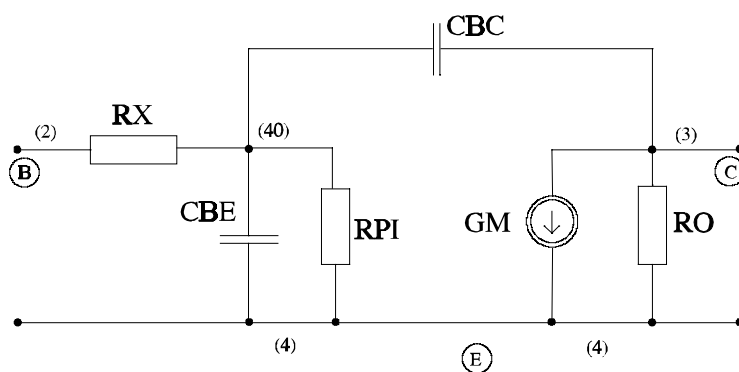 CBC
RX
(2)
(40)
(3)
B
C
CBE
RPI
GM
RO
(4)
E
(4)